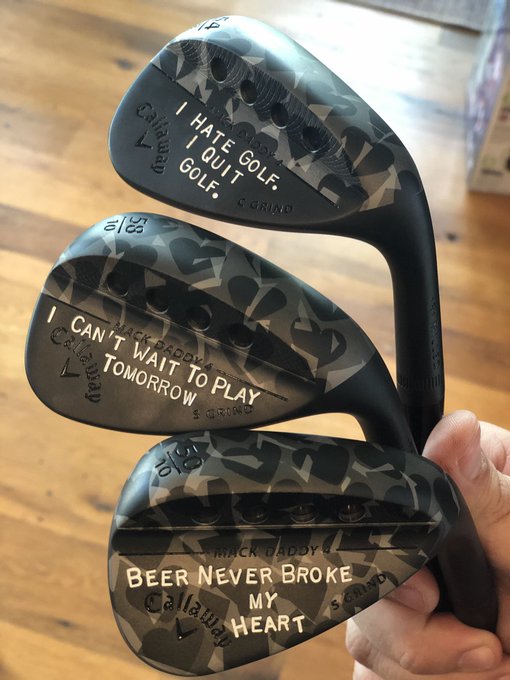 Callaway
I HATE GOLF.
I QUIT
GOLF.
C GRIND
58
10
MACK DADDY 4
I CAN'T WAIT TO PLAY
TOMORROW
Callaway
S GRIND
50
10
MACK DADDY 4
BEER NEVER BROKE
MY
HEART
Callaway
S GRIND